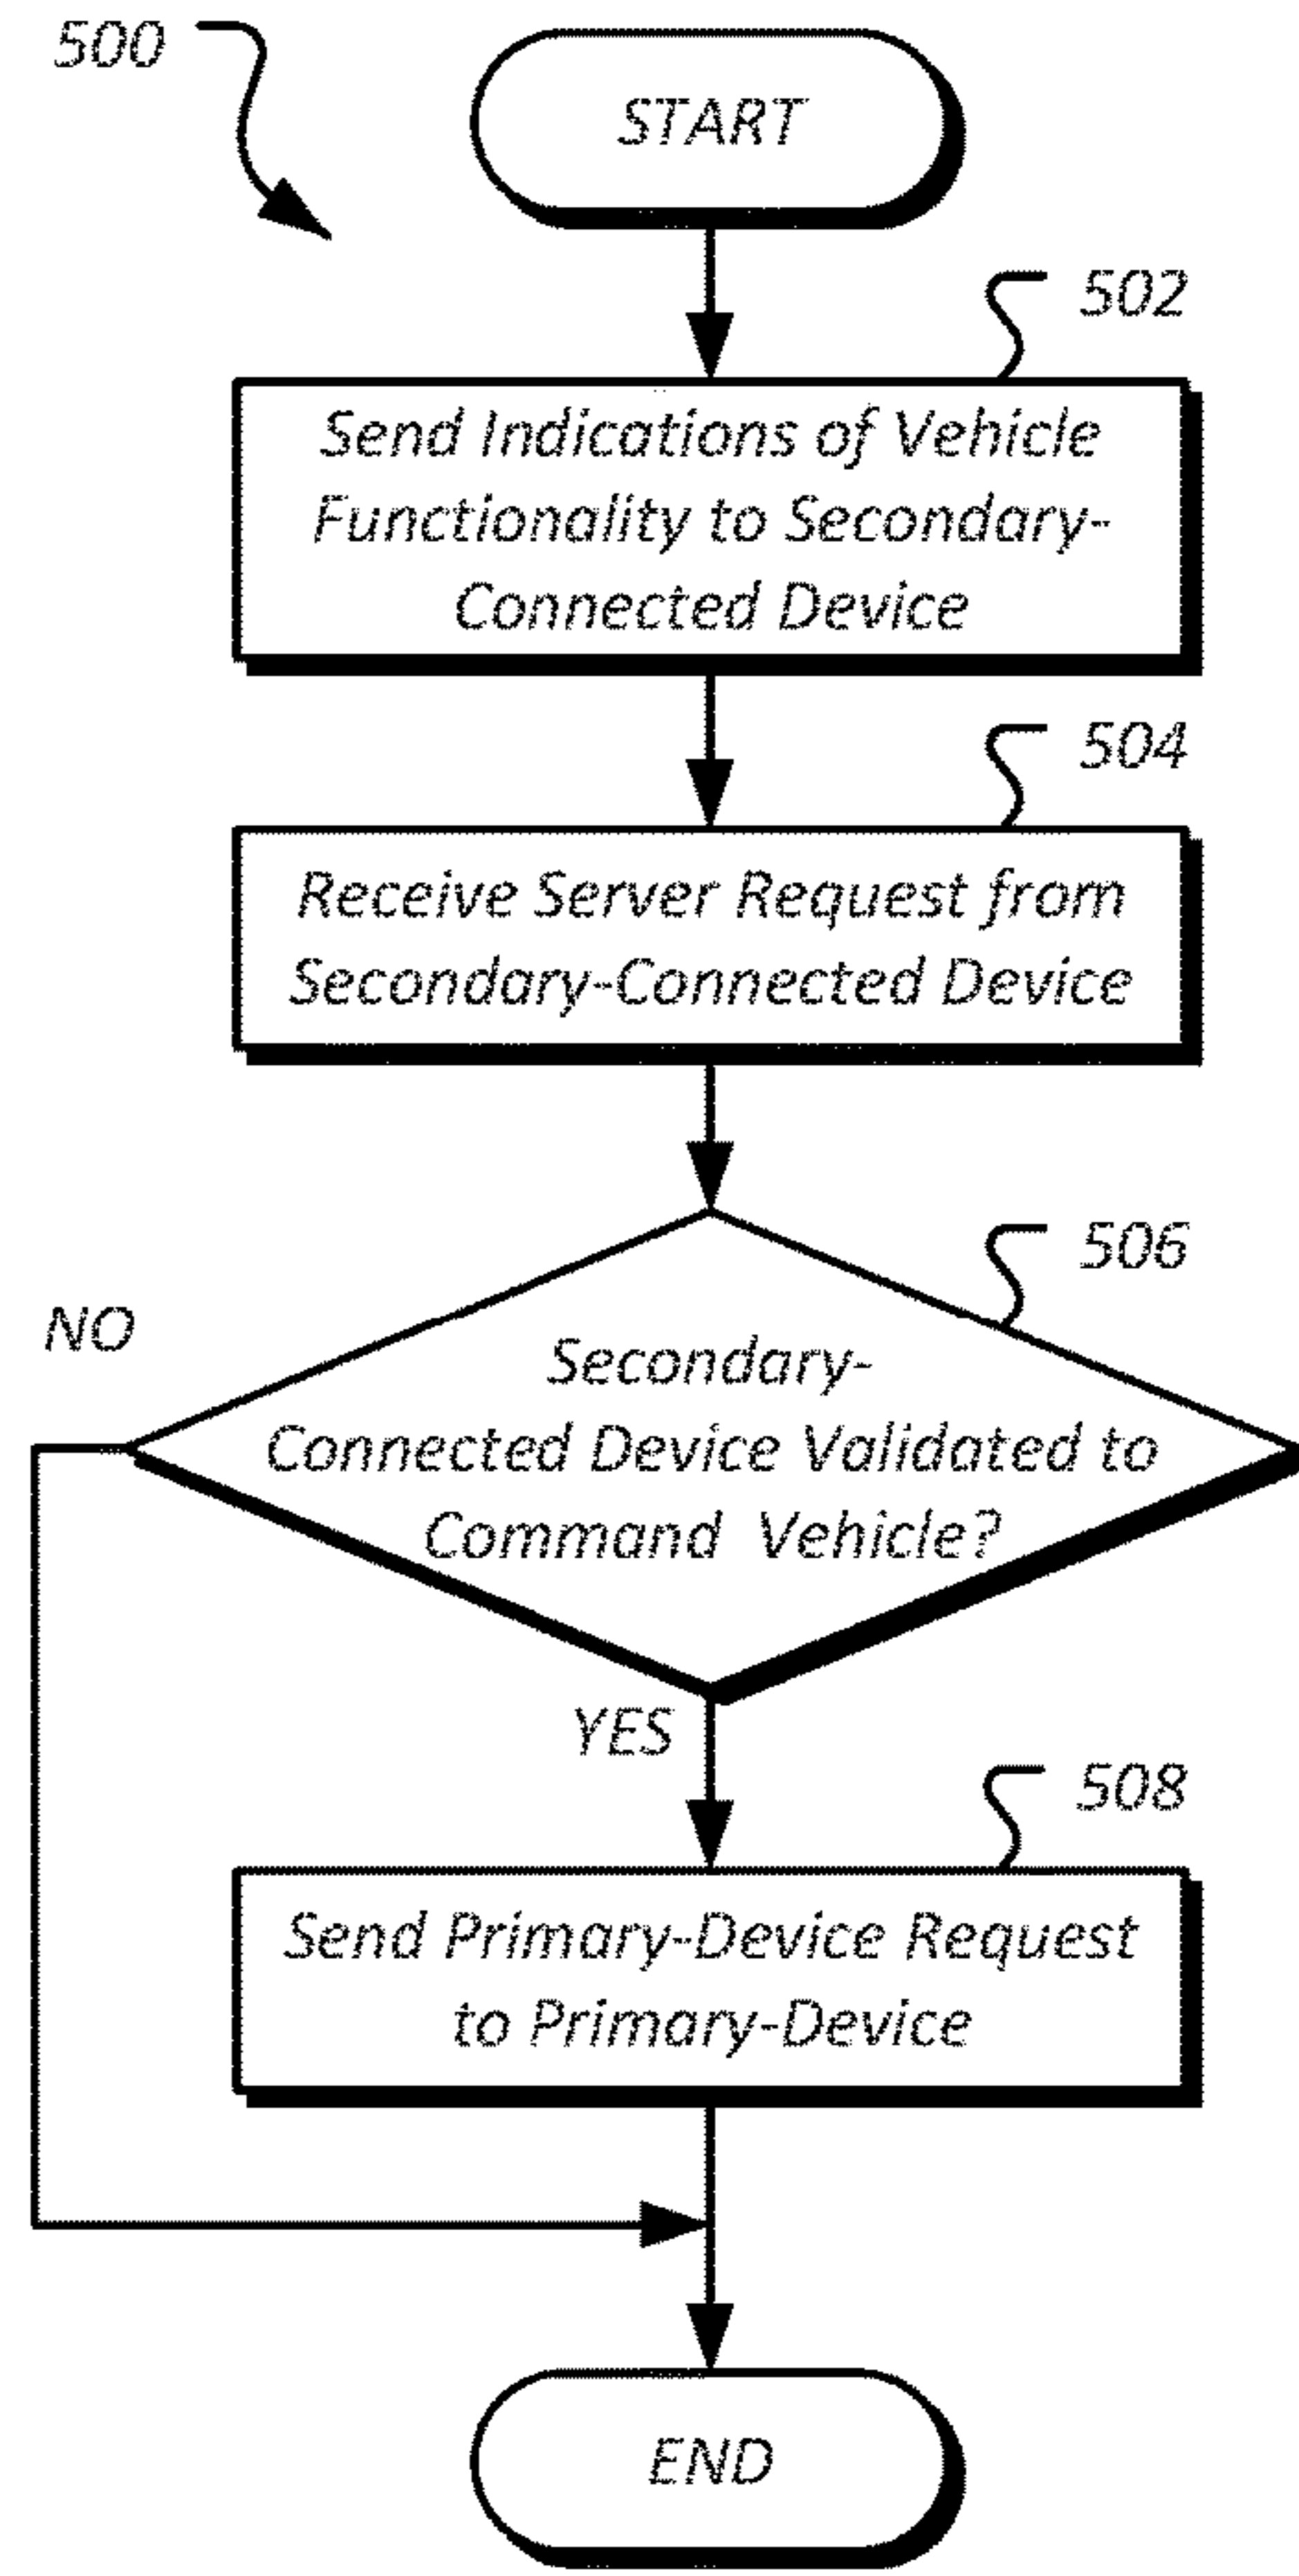 500
START
502
Send Indications of Vehicle
Functionality to Secondary-
Connected Device
504
Receive Server Request from
Secondary-Connected Device
506
NO
Secondary-
Connected Device Validated to
Command Vehicle?
YES
508
Send Primary-Device Request
to Primary-Device
END